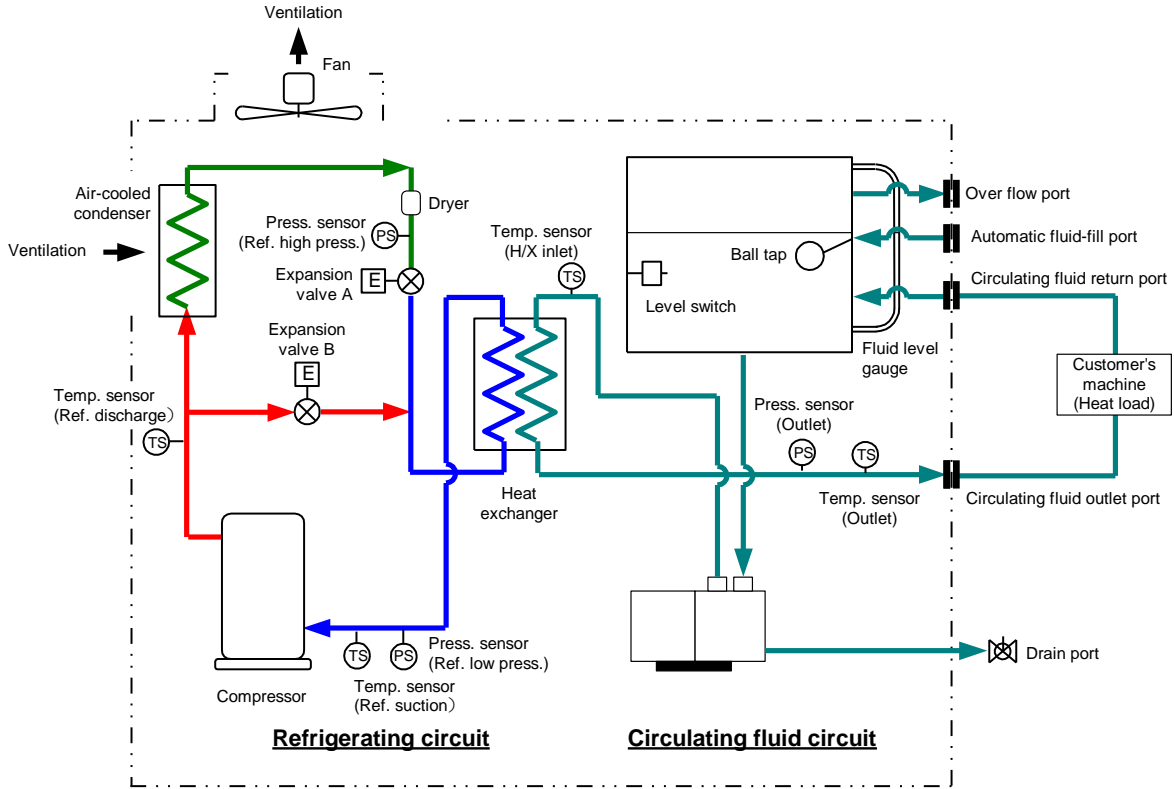 Ventilation
Fan
Air-cooled
condenser
Dryer
Over flow port
Press. sensor
(Ref. high press.)
PS
Temp. sensor
(H/X inlet)
Automatic fluid-fill port
Ventilation
Ball tap
Expansion
valve A
E
TS
Circulating fluid return port
Level switch
Expansion
valve B
E
Fluid level
gauge
Customer's
machine
(Heat load)
Temp. sensor
(Ref. discharge)
TS
Press. sensor
(Outlet)
PS
TS
Heat
exchanger
Temp. sensor
(Outlet)
Circulating fluid outlet port
TS
PS
Press. sensor
(Ref. low press.)
Drain port
Compressor
Temp. sensor
(Ref. suction)
Refrigerating circuit
Circulating fluid circuit